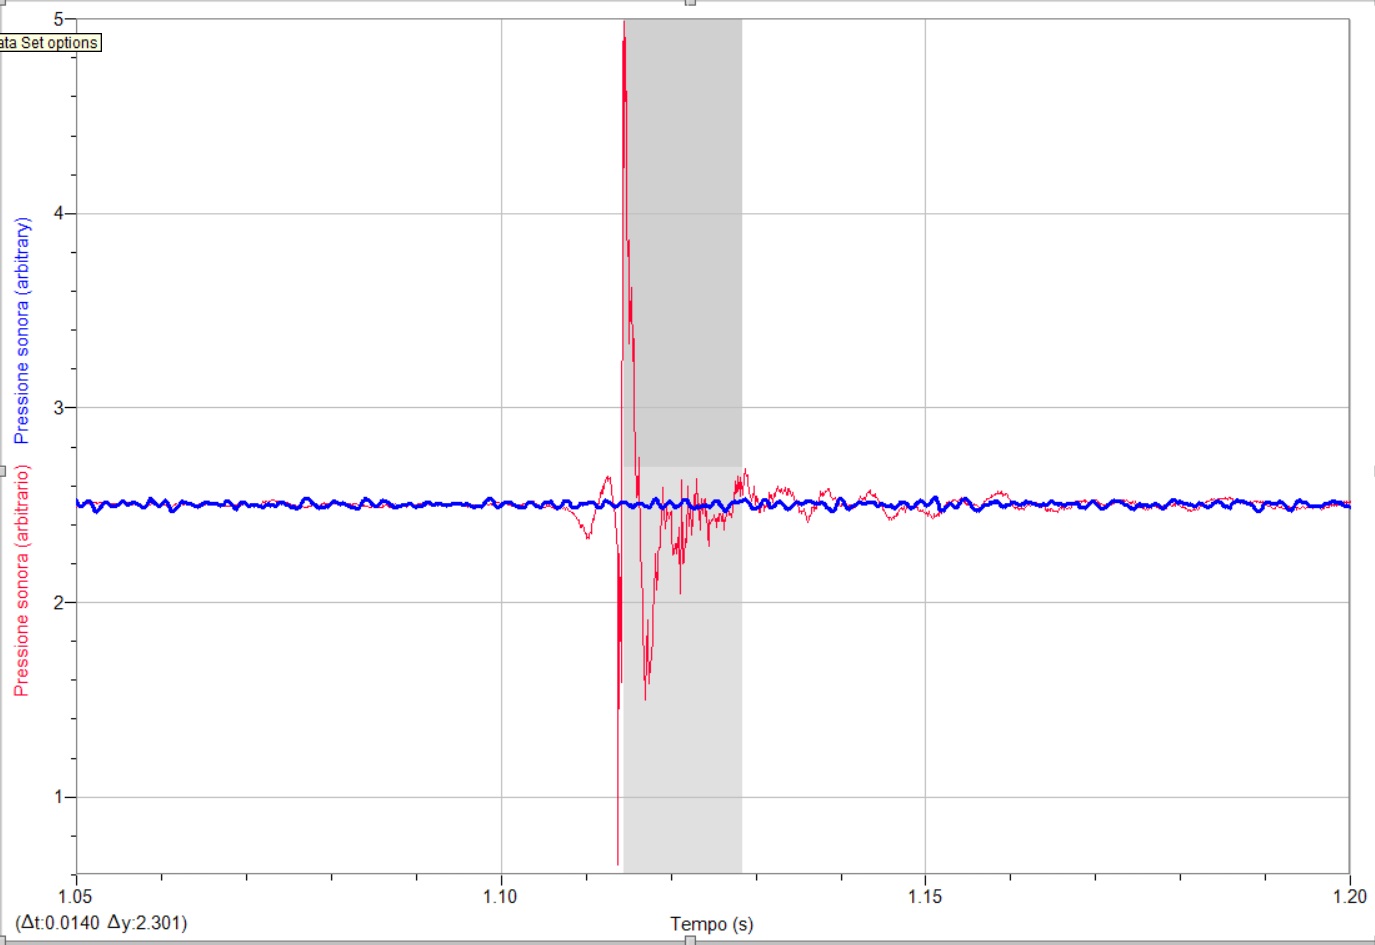 5
ata Set options
4
Pressione sonora (arbitrary)
3
Pressione sonora (arbitrario)
2
1
1.05 1.10 1.15 1.20
(Δt:0.0140 Δy:2.301) Tempo (s)